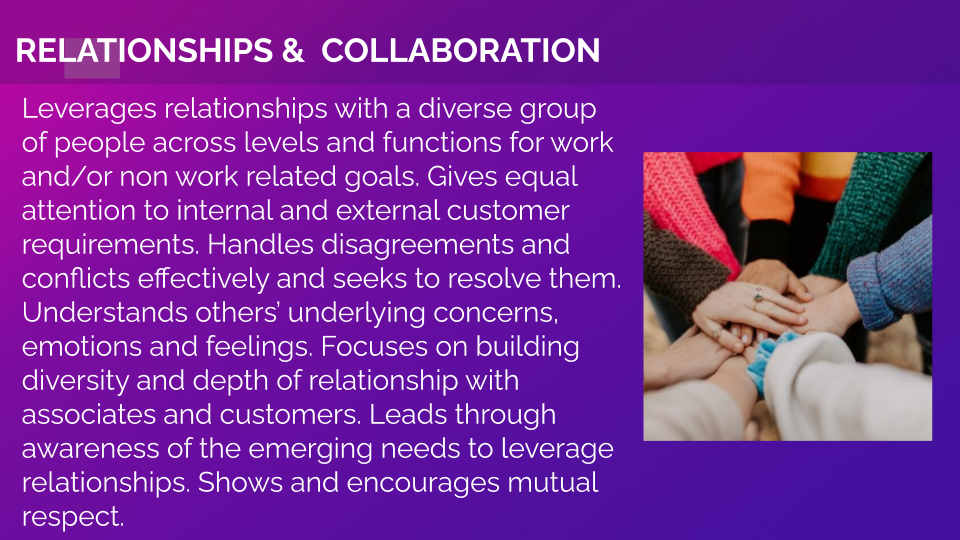 RELATIONSHIPS &  COLLABORATION
Leverages relationships with a diverse group
of people across levels and functions for work
and/or non work related goals. Gives equal
attention to internal and external customer
requirements. Handles disagreements and
conflicts effectively and seeks to resolve them.
Understands others’ underlying concerns,
emotions and feelings. Focuses on building
diversity and depth of relationship with
associates and customers. Leads through
awareness of the emerging needs to leverage
relationships. Shows and encourages mutual
respect.